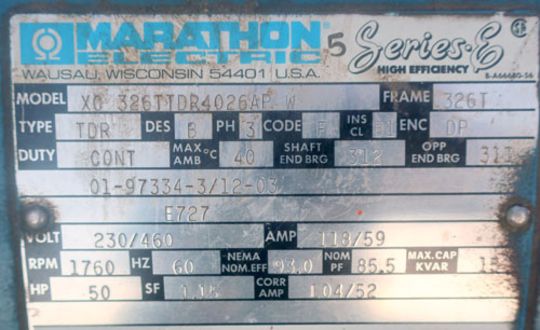 MARATHON
ELECTRIC
5
Series·E
HIGH EFFICIENCY
WAUSAU, WISCONSIN 54401 U.S.A.
MODEL XC 326TTDR4026AP W FRAME 326T
TYPE TDR DES B PH 3 CODE F INS CL B1 ENC DP
DUTY CONT MAX AMB °C 40 SHAFT END BRG 312 OPP END BRG 311
01-97334-3/12-03
E727
VOLT 230/460 AMP 118/59
RPM 1760 HZ 60 NEMA NOM.EFF 93.0 NOM PF 85.5 MAX.CAP KVAR 15
HP 50 SF 1.15 CORR AMP 104/52